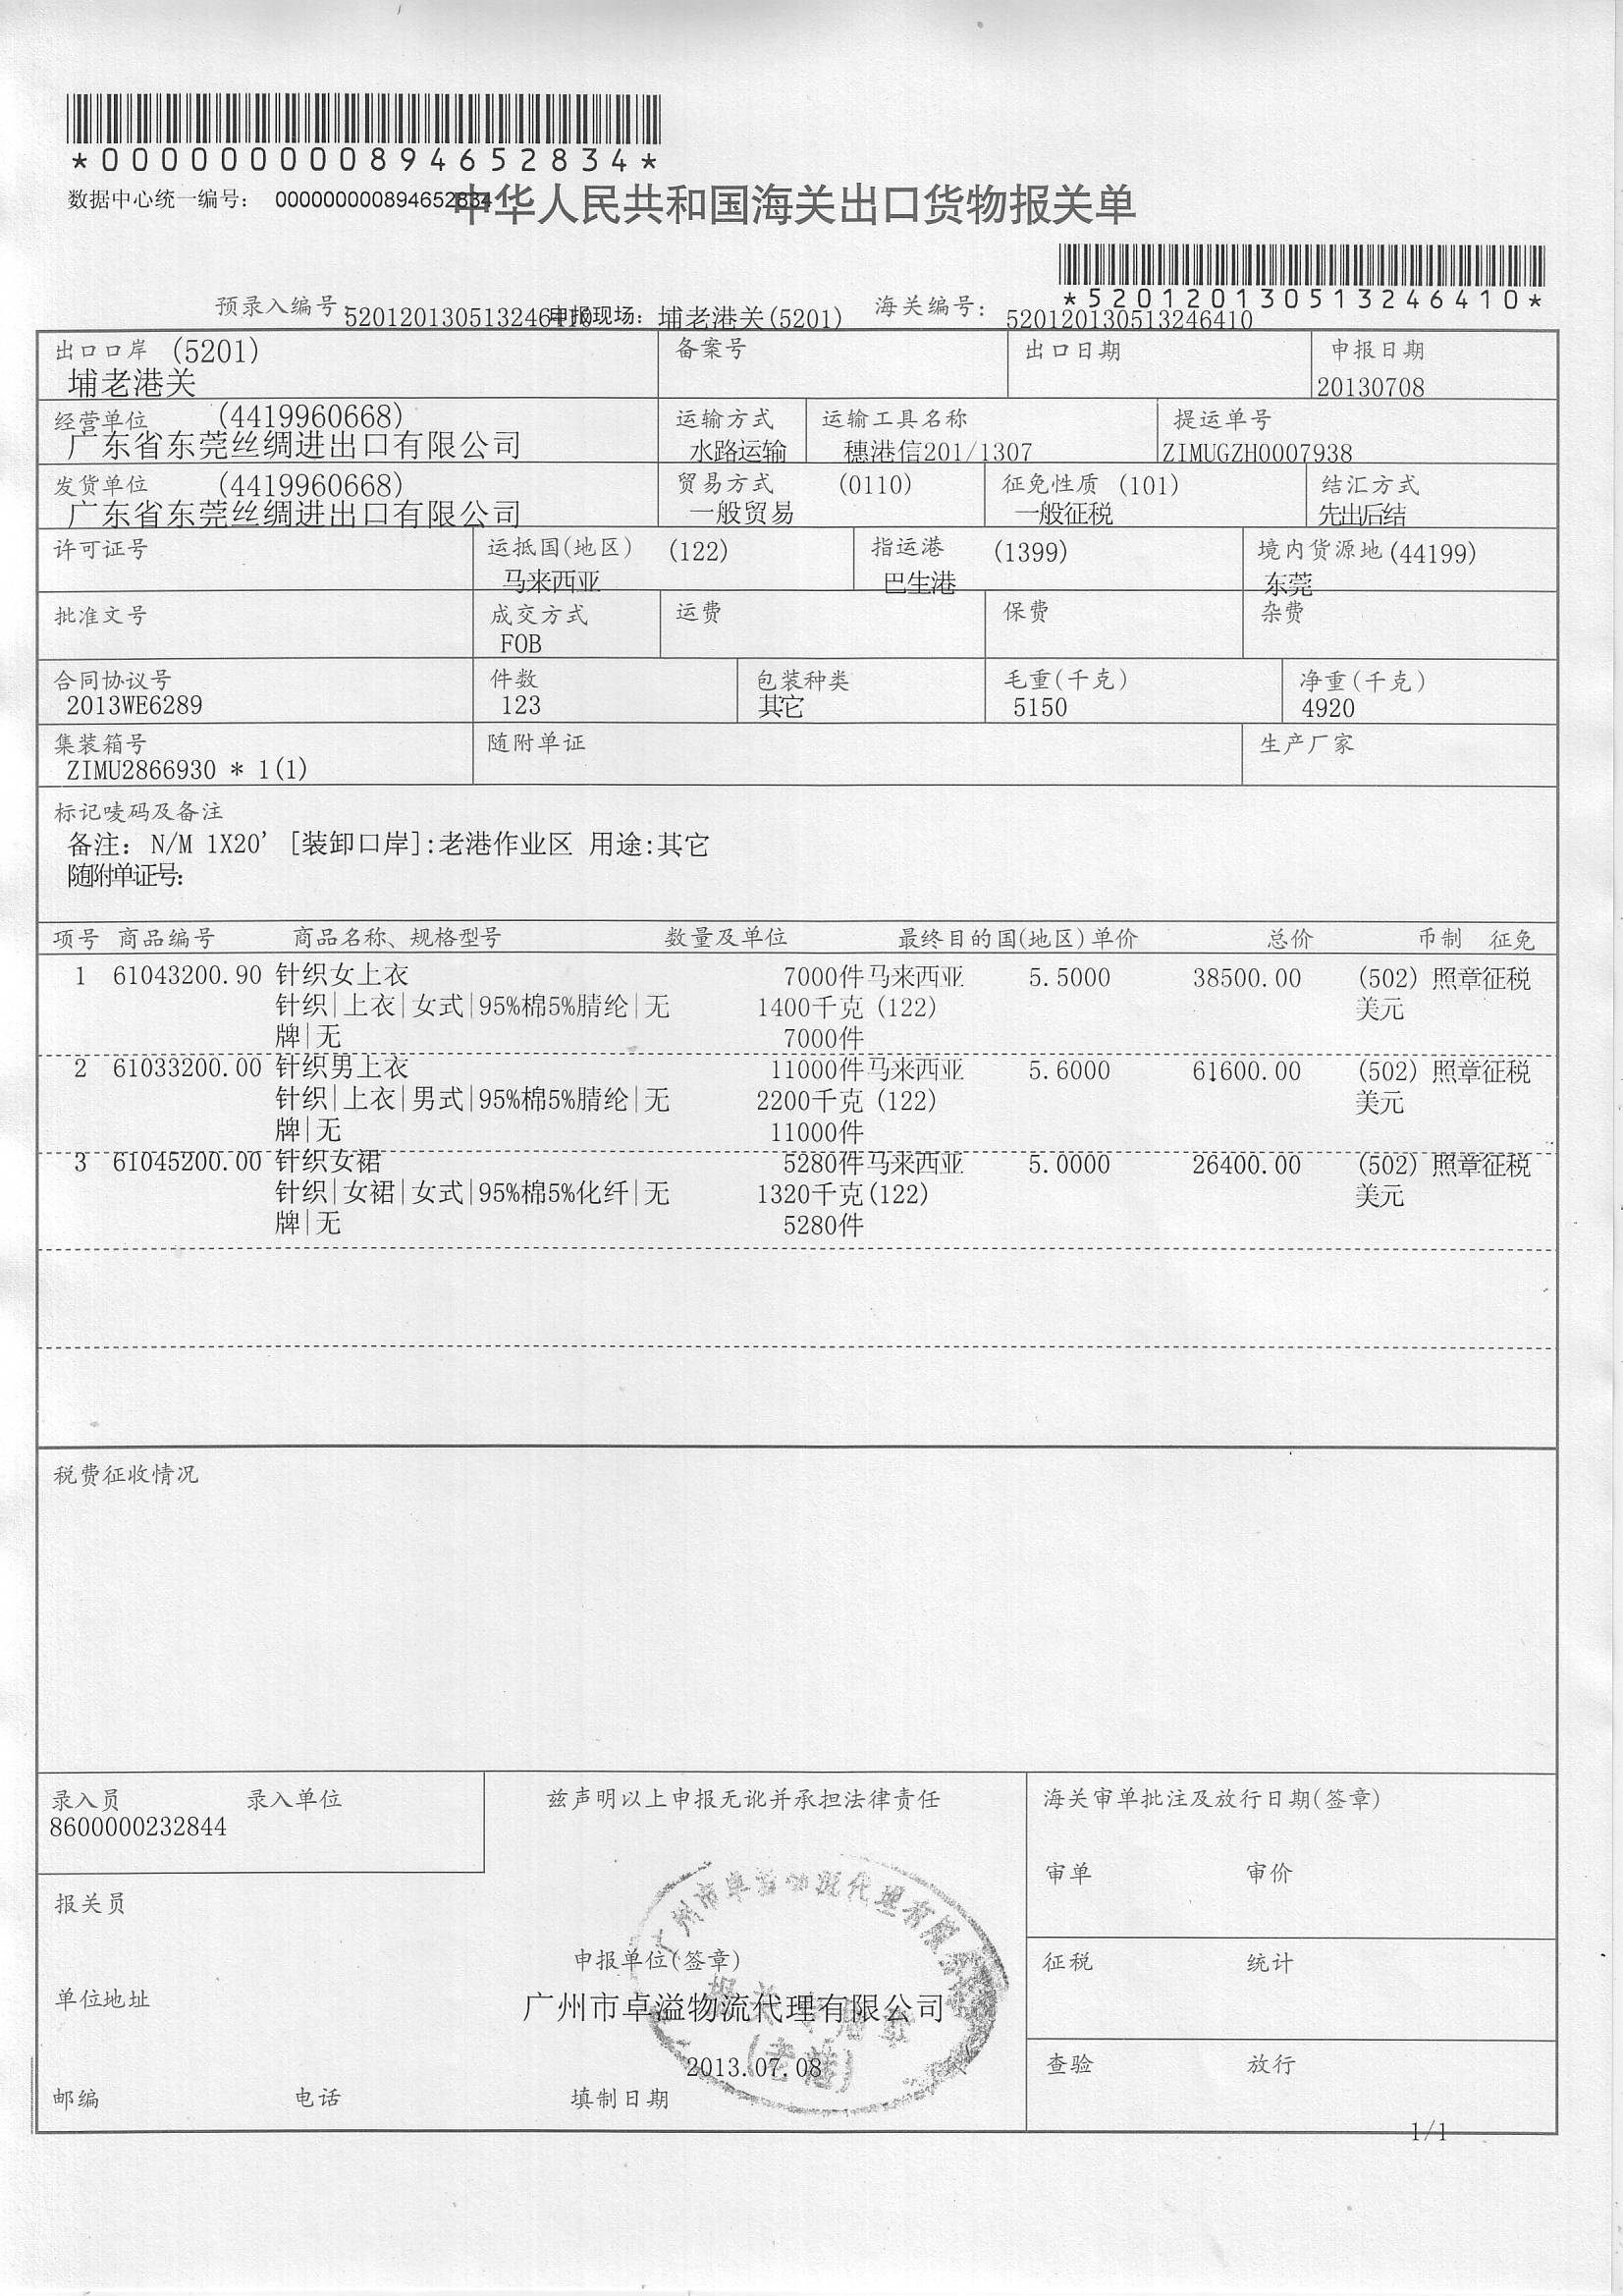 *000000000894652834*
数据中心统一编号： 000000000894652834
中华人民共和国海关出口货物报关单
*520120130513246410*
预录入编号：520120130513246410 申报现场：埔老港关(5201) 海关编号：520120130513246410
出口口岸 (5201) 备案号 出口日期 申报日期
埔老港关 20130708
经营单位 (4419960668) 运输方式 运输工具名称 提运单号
广东省东莞丝绸进出口有限公司 水路运输 穗港信201/1307 ZIMUGZH0007938
发货单位 (4419960668) 贸易方式 (0110) 征免性质 (101) 结汇方式
广东省东莞丝绸进出口有限公司 一般贸易 一般征税 先出后结
许可证号 运抵国(地区) (122) 指运港 (1399) 境内货源地(44199)
马来西亚 巴生港 东莞
批准文号 成交方式 运费 保费 杂费
FOB
合同协议号 件数 包装种类 毛重(千克) 净重(千克)
2013WE6289 123 其它 5150 4920
集装箱号 随附单证 生产厂家
ZIMU2866930 * 1(1)
标记唛码及备注
备注： N/M 1X20' [装卸口岸]:老港作业区 用途:其它
随附单证号:
项号 商品编号 商品名称、规格型号 数量及单位 最终目的国(地区)单价 总价 币制 征免
1 61043200.90 针织女上衣 7000件马来西亚 5.5000 38500.00 (502) 照章征税
针织|上衣|女式|95%棉5%腈纶|无 1400千克(122) 美元
牌|无 7000件
2 61033200.00 针织男上衣 11000件马来西亚 5.6000 61600.00 (502) 照章征税
针织|上衣|男式|95%棉5%腈纶|无 2200千克(122) 美元
牌|无 11000件
3 61045200.00 针织女裙 5280件马来西亚 5.0000 26400.00 (502) 照章征税
针织|女裙|女式|95%棉5%化纤|无 1320千克(122) 美元
牌|无 5280件
税费征收情况
录入员 录入单位 兹声明以上申报无讹并承担法律责任 海关审单批注及放行日期(签章)
8600000232844
审单 审价
报关员
申报单位(签章) 征税 统计
单位地址
广州市卓溢物流代理有限公司
(老港)
2013.07.08 查验 放行
邮编 电话 填制日期
1/1